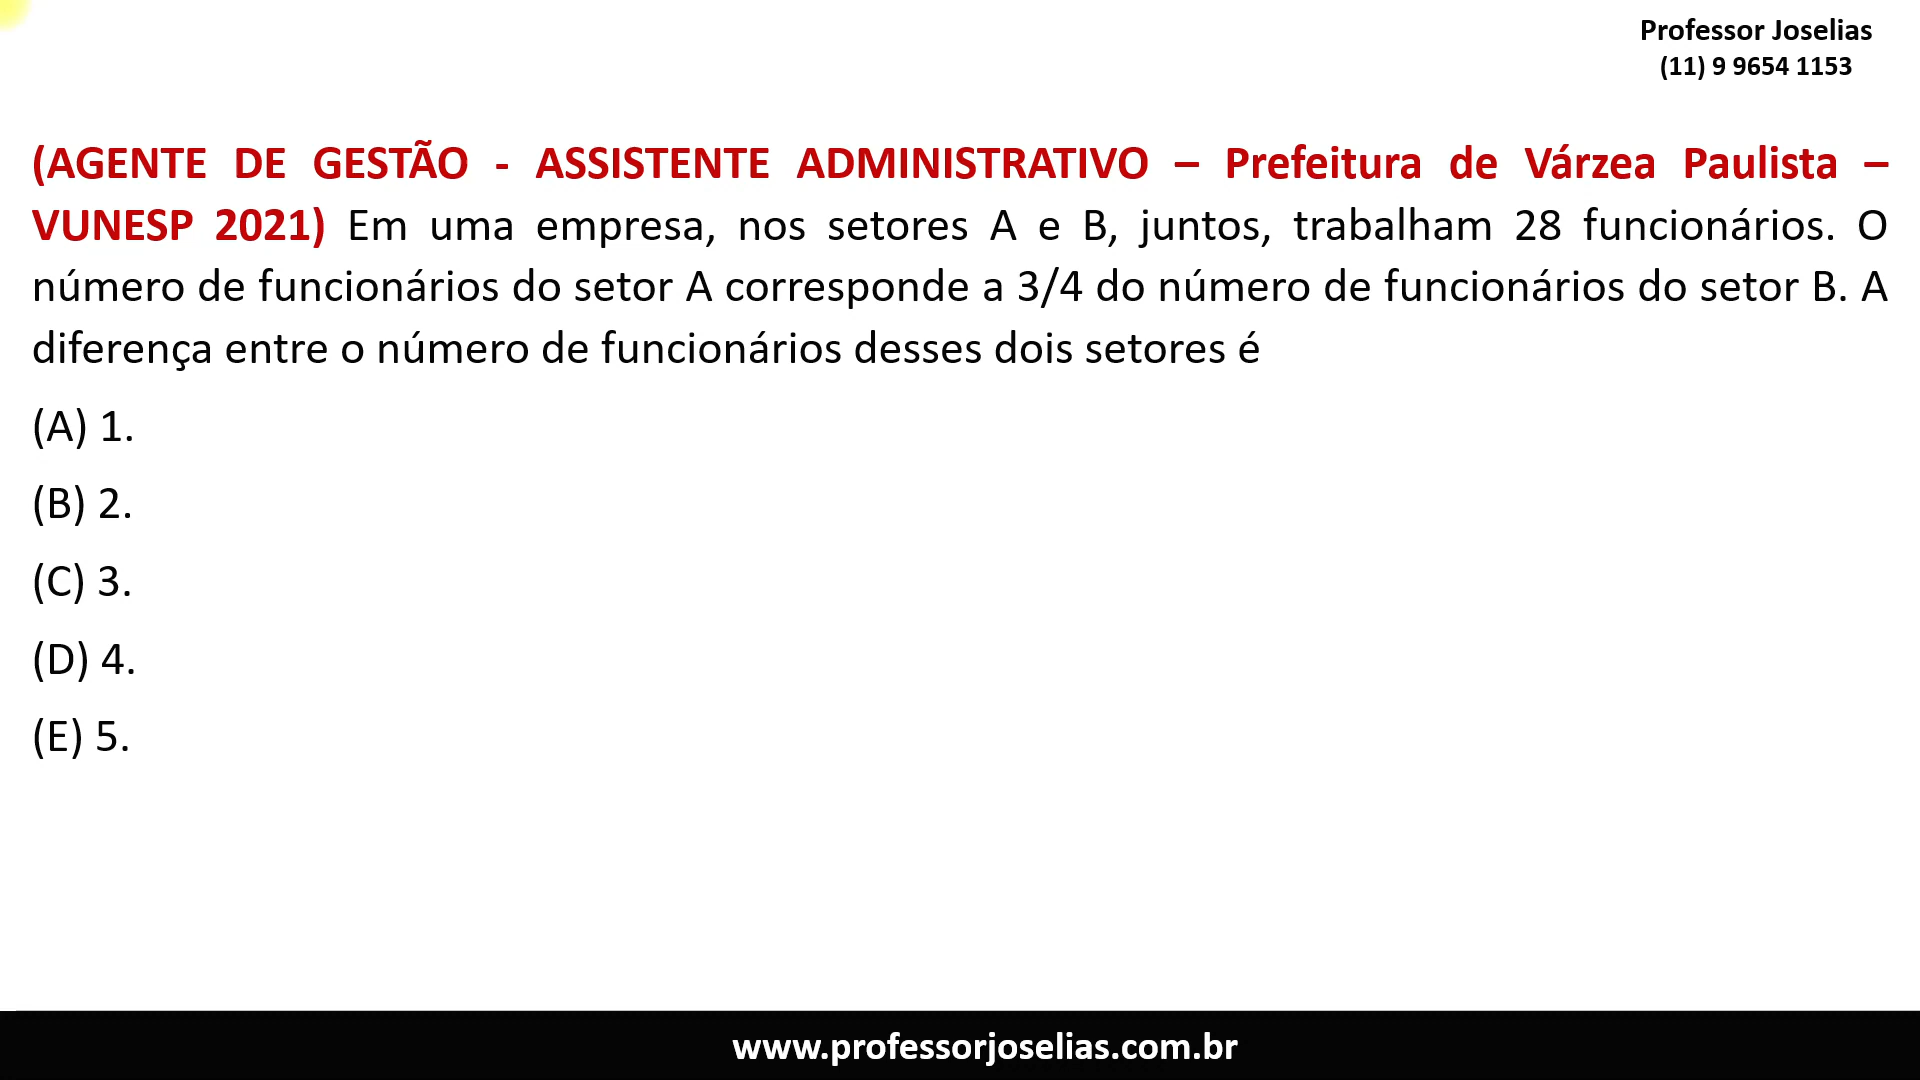 Professor Joselias
(11) 9 9654 1153
(AGENTE DE GESTÃO - ASSISTENTE ADMINISTRATIVO – Prefeitura de Várzea Paulista –
VUNESP 2021) Em uma empresa, nos setores A e B, juntos, trabalham 28 funcionários. O
número de funcionários do setor A corresponde a 3/4 do número de funcionários do setor B. A
diferença entre o número de funcionários desses dois setores é
(A) 1.
(B) 2.
(C) 3.
(D) 4.
(E) 5.
www.professorjoselias.com.br